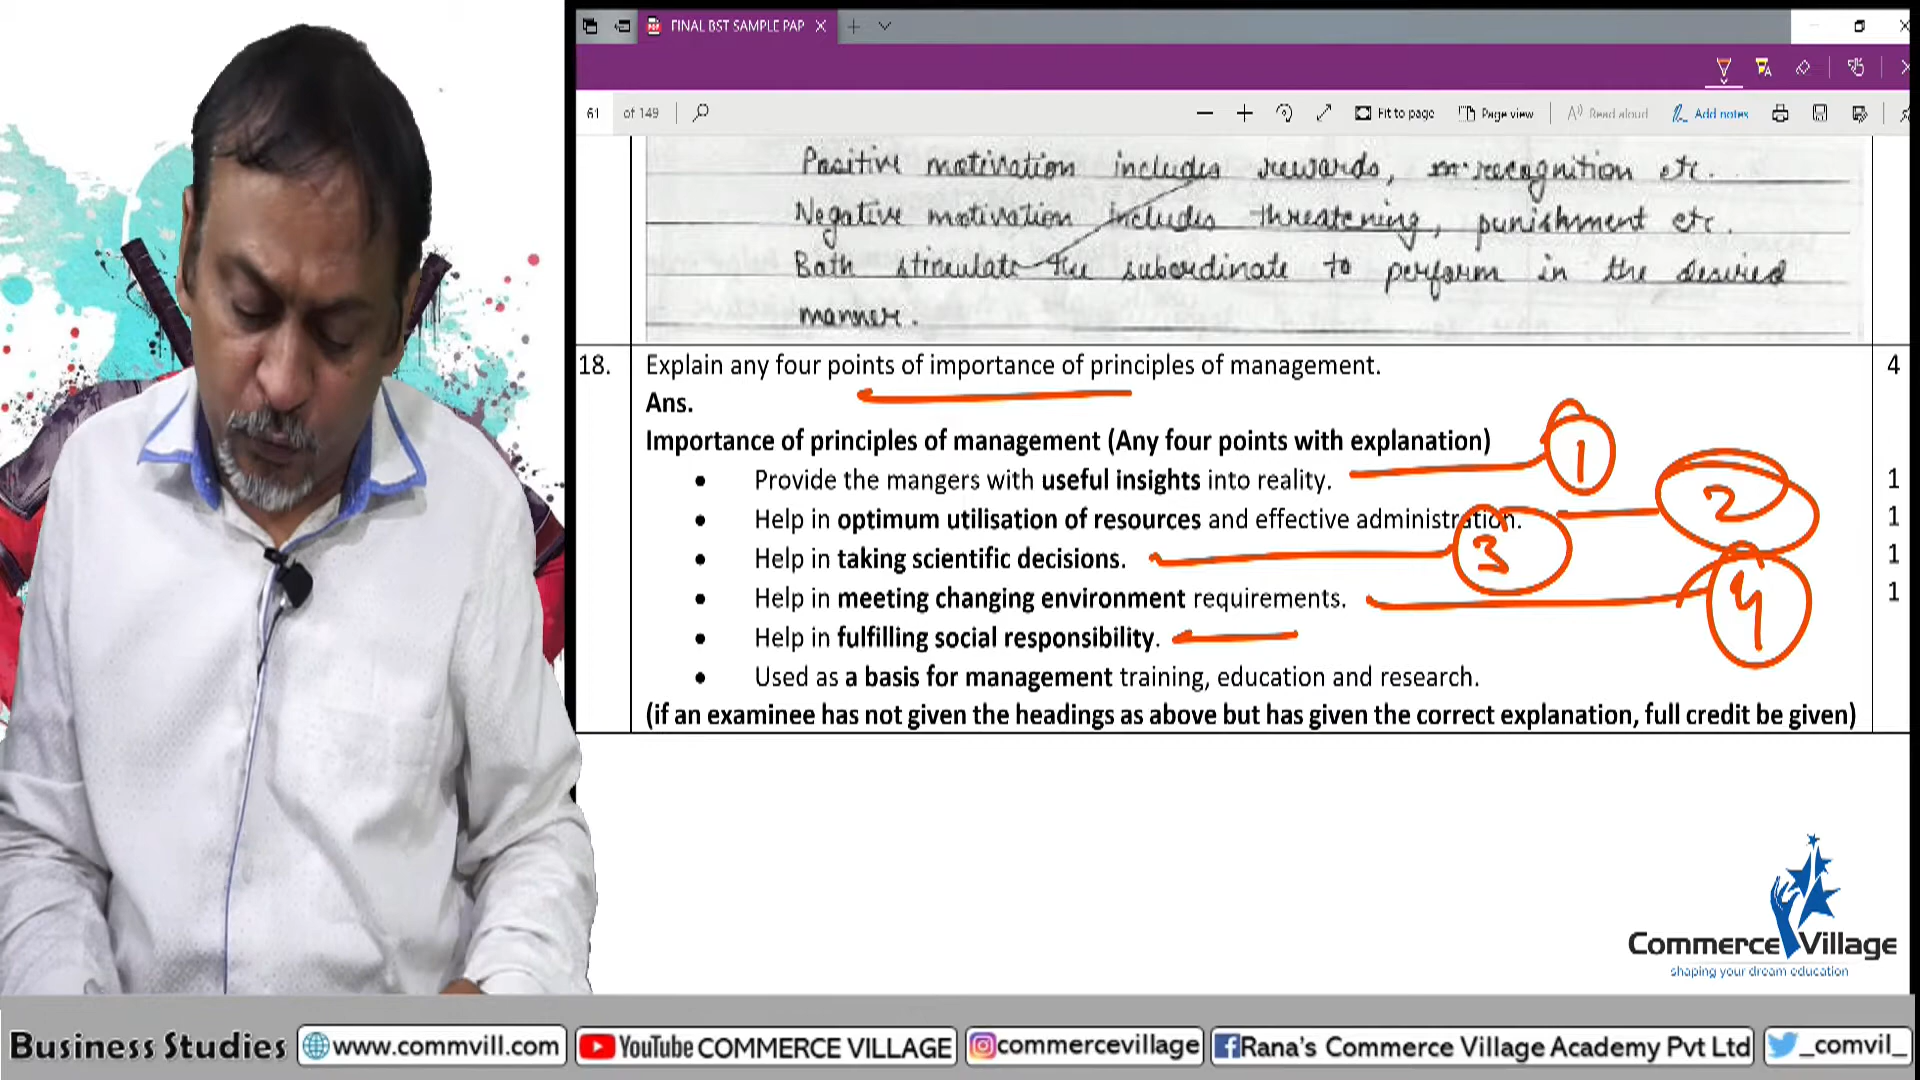 FINAL BST SAMPLE PAP
61 of 149
Fit to page
Page view
Read aloud
Add notes
Positive motivation includes rewards, recognition etc.
Negative motivation includes threatening, punishment etc.
Both stimulate the subordinate to perform in the desired
manner.
18. Explain any four points of importance of principles of management. 4
Ans.
Importance of principles of management (Any four points with explanation)
• Provide the mangers with useful insights into reality. 1 1
• Help in optimum utilisation of resources and effective administration. 2 1
• Help in taking scientific decisions. 3 1
• Help in meeting changing environment requirements. 4 1
• Help in fulfilling social responsibility.
• Used as a basis for management training, education and research.
(if an examinee has not given the headings as above but has given the correct explanation, full credit be given)
Commerce Village
shaping your dream education
Business Studies www.commvill.com YouTube COMMERCE VILLAGE commercevillage Rana's Commerce Village Academy Pvt Ltd _comvil_